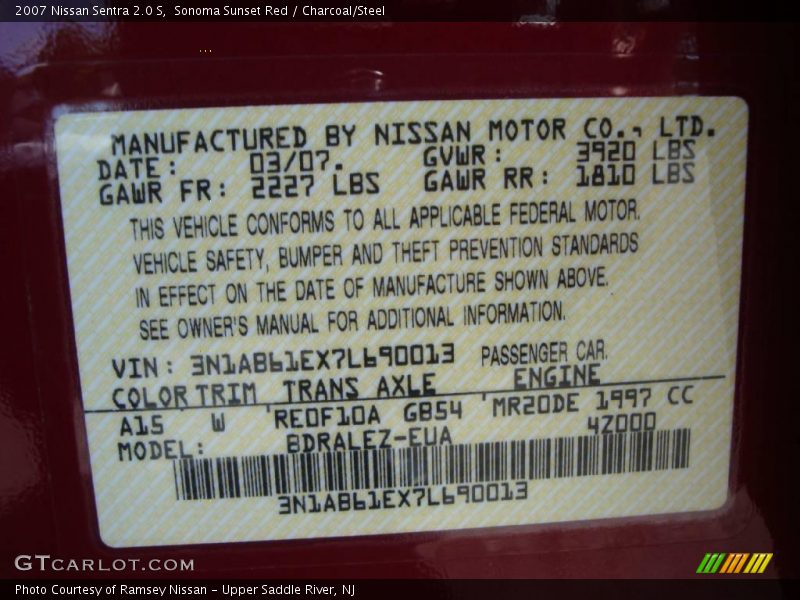 2007 Nissan Sentra 2.0 S,  Sonoma Sunset Red / Charcoal/Steel
MANUFACTURED BY NISSAN MOTOR CO., LTD.
DATE: 03/07. GVWR: 3920 LBS
GAWR FR: 2227 LBS GAWR RR: 1810 LBS
THIS VEHICLE CONFORMS TO ALL APPLICABLE FEDERAL MOTOR.
VEHICLE SAFETY, BUMPER AND THEFT PREVENTION STANDARDS
IN EFFECT ON THE DATE OF MANUFACTURE SHOWN ABOVE.
SEE OWNER'S MANUAL FOR ADDITIONAL INFORMATION.
VIN: 3N1AB61EX7L690013 PASSENGER CAR.
COLOR TRIM TRANS AXLE ENGINE
A15 W 'RE0F10A GB54 'MR20DE 1997 CC
MODEL: BDRALEZ-EUA 4Z000
3N1AB61EX7L690013
GTCARLOT.COM
Photo Courtesy of Ramsey Nissan - Upper Saddle River, NJ